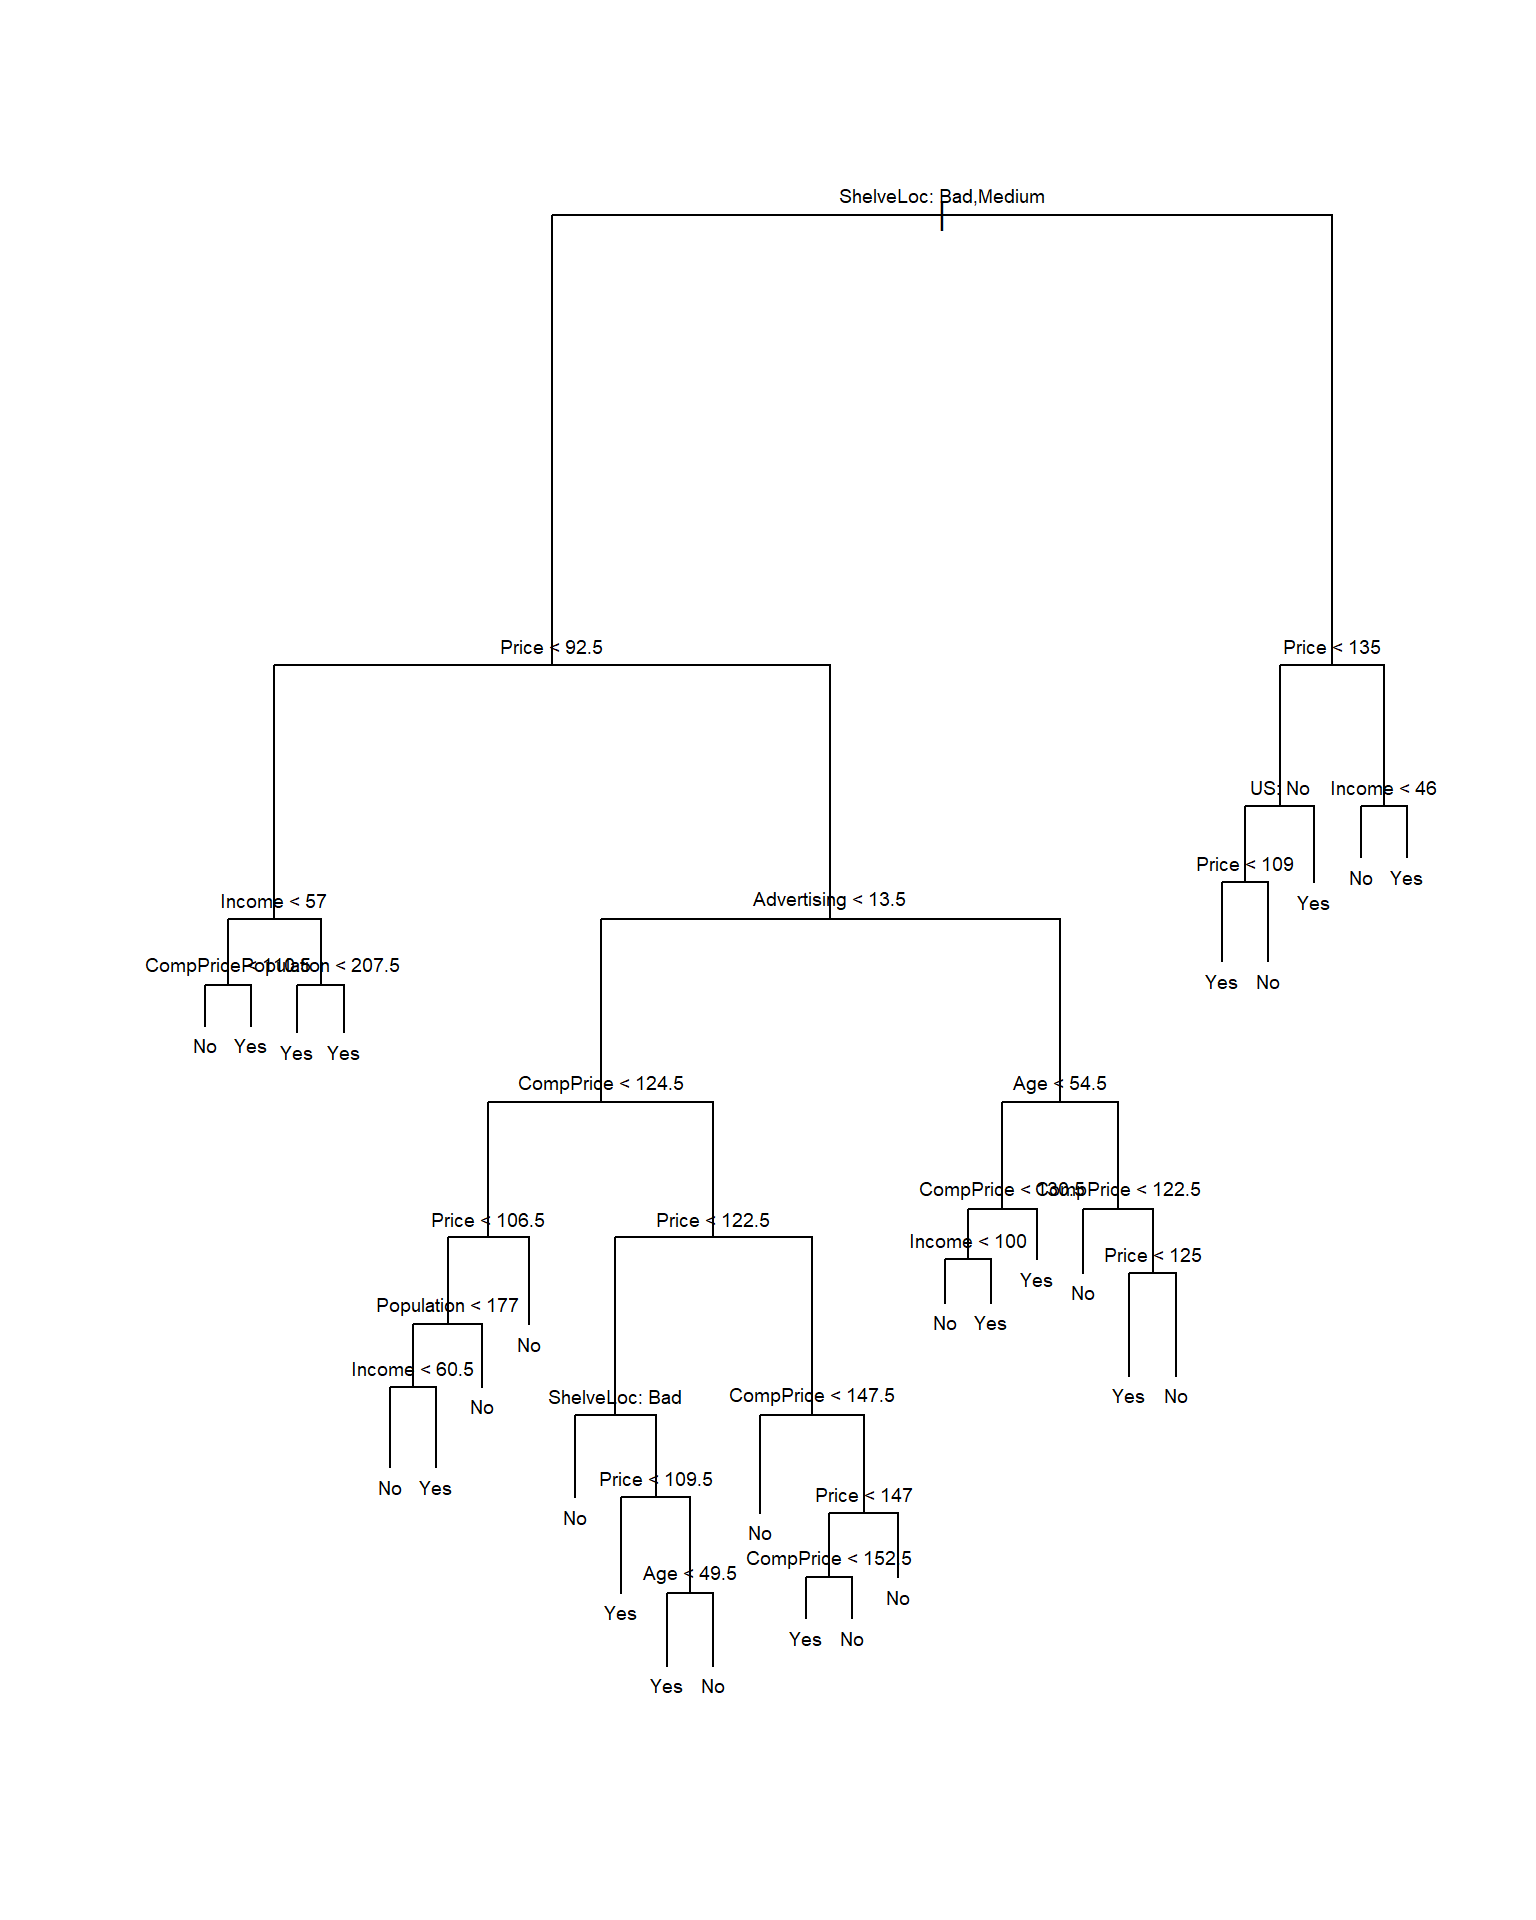 ShelveLoc: Bad,Medium
Price < 92.5
Price < 135
US: No
Income < 46
Price < 109
No
Yes
Yes
Income < 57
Advertising < 13.5
CompPrice < 110.5
Population < 207.5
Yes
No
No
Yes
Yes
Yes
CompPrice < 124.5
Age < 54.5
CompPrice < 130.5
CompPrice < 122.5
Price < 106.5
Price < 122.5
Income < 100
Price < 125
Yes
No
Population < 177
No
Yes
No
Income < 60.5
ShelveLoc: Bad
CompPrice < 147.5
Yes
No
No
Price < 109.5
No
Yes
Price < 147
No
No
CompPrice < 152.5
Age < 49.5
No
Yes
Yes
No
Yes
No